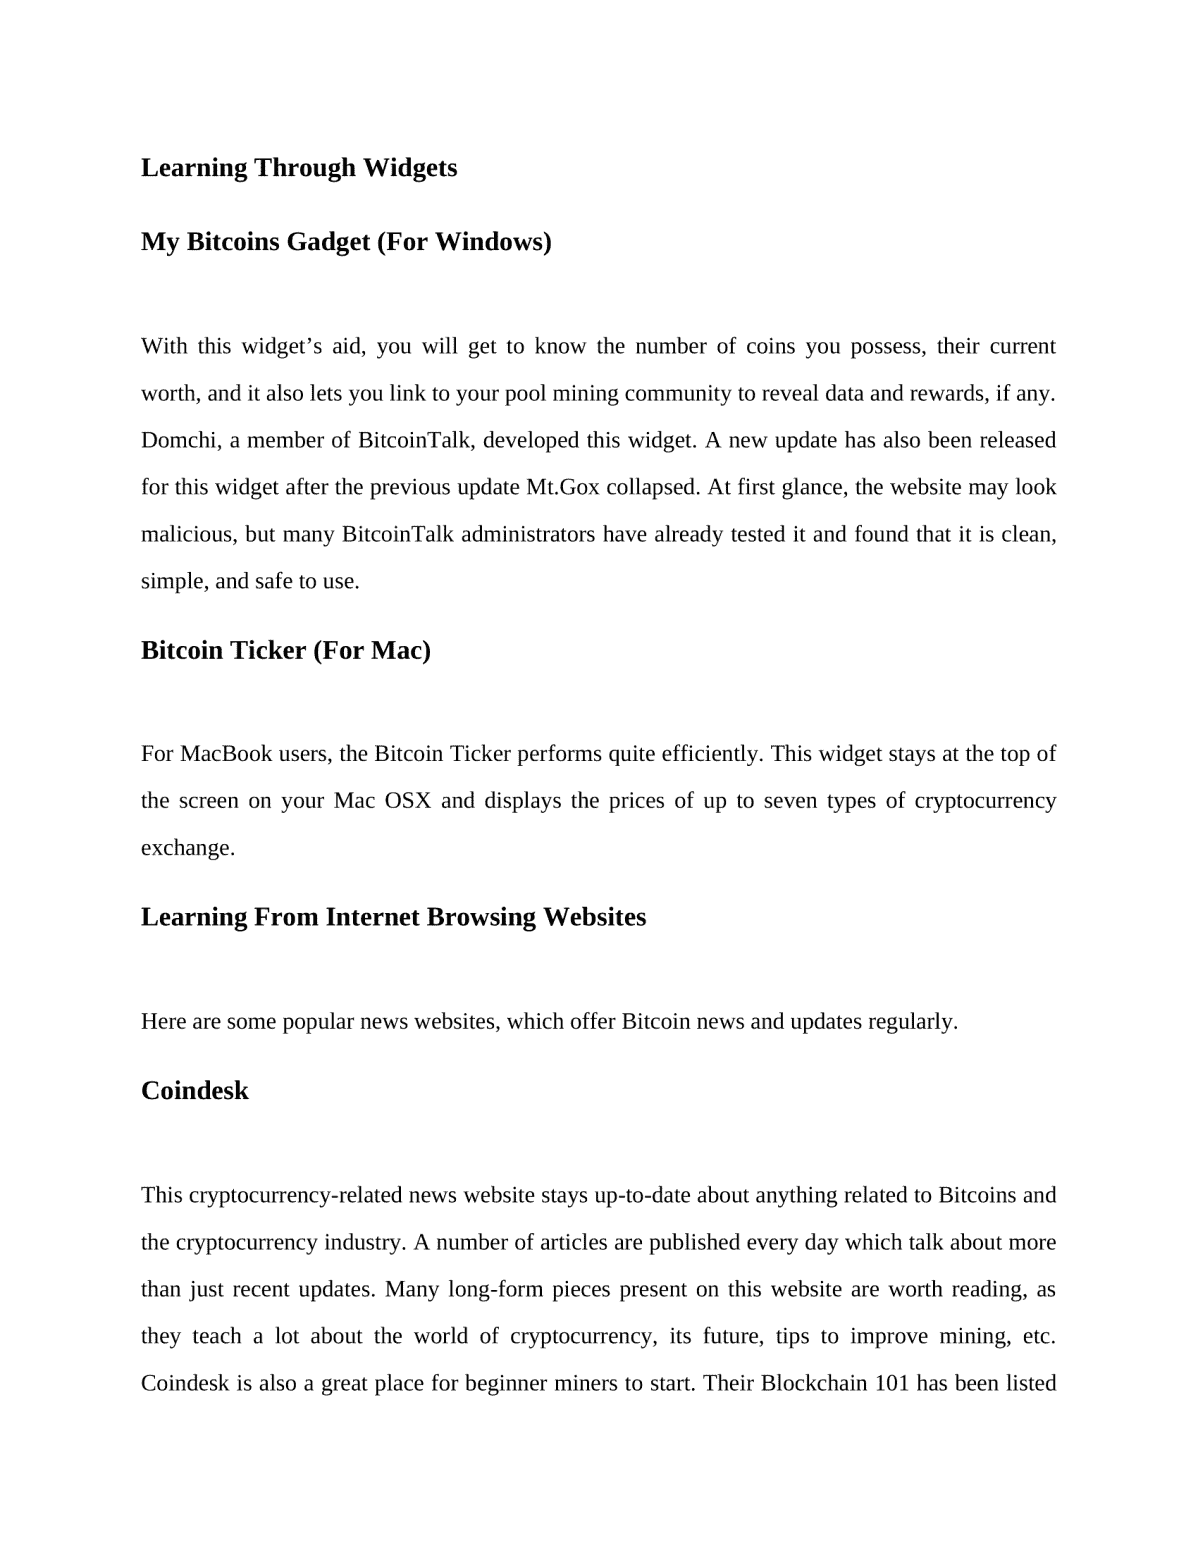 Learning Through Widgets
My Bitcoins Gadget (For Windows)
With this widget’s aid, you will get to know the number of coins you possess, their current
worth, and it also lets you link to your pool mining community to reveal data and rewards, if any.
Domchi, a member of BitcoinTalk, developed this widget. A new update has also been released
for this widget after the previous update Mt.Gox collapsed. At first glance, the website may look
malicious, but many BitcoinTalk administrators have already tested it and found that it is clean,
simple, and safe to use.
Bitcoin Ticker (For Mac)
For MacBook users, the Bitcoin Ticker performs quite efficiently. This widget stays at the top of
the screen on your Mac OSX and displays the prices of up to seven types of cryptocurrency
exchange.
Learning From Internet Browsing Websites
Here are some popular news websites, which offer Bitcoin news and updates regularly.
Coindesk
This cryptocurrency-related news website stays up-to-date about anything related to Bitcoins and
the cryptocurrency industry. A number of articles are published every day which talk about more
than just recent updates. Many long-form pieces present on this website are worth reading, as
they teach a lot about the world of cryptocurrency, its future, tips to improve mining, etc.
Coindesk is also a great place for beginner miners to start. Their Blockchain 101 has been listed